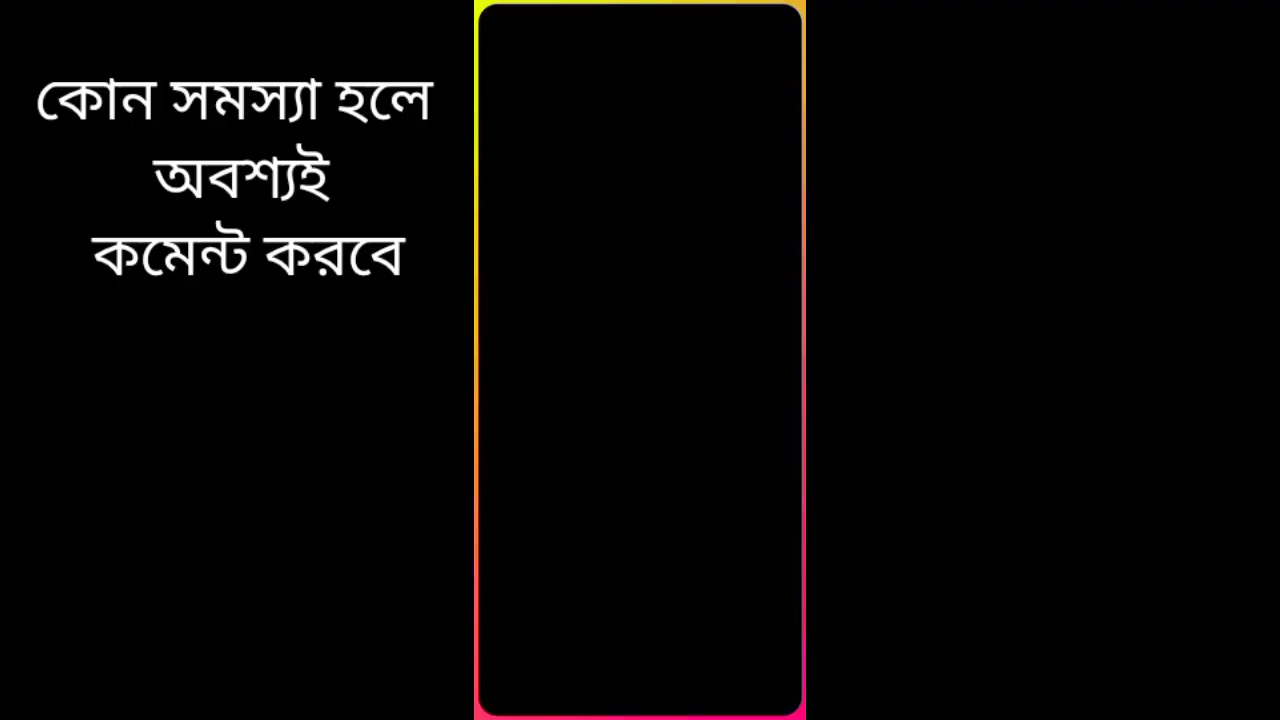 কোন সমস্যা হলে
অবশ্যই
কমেন্ট করবে